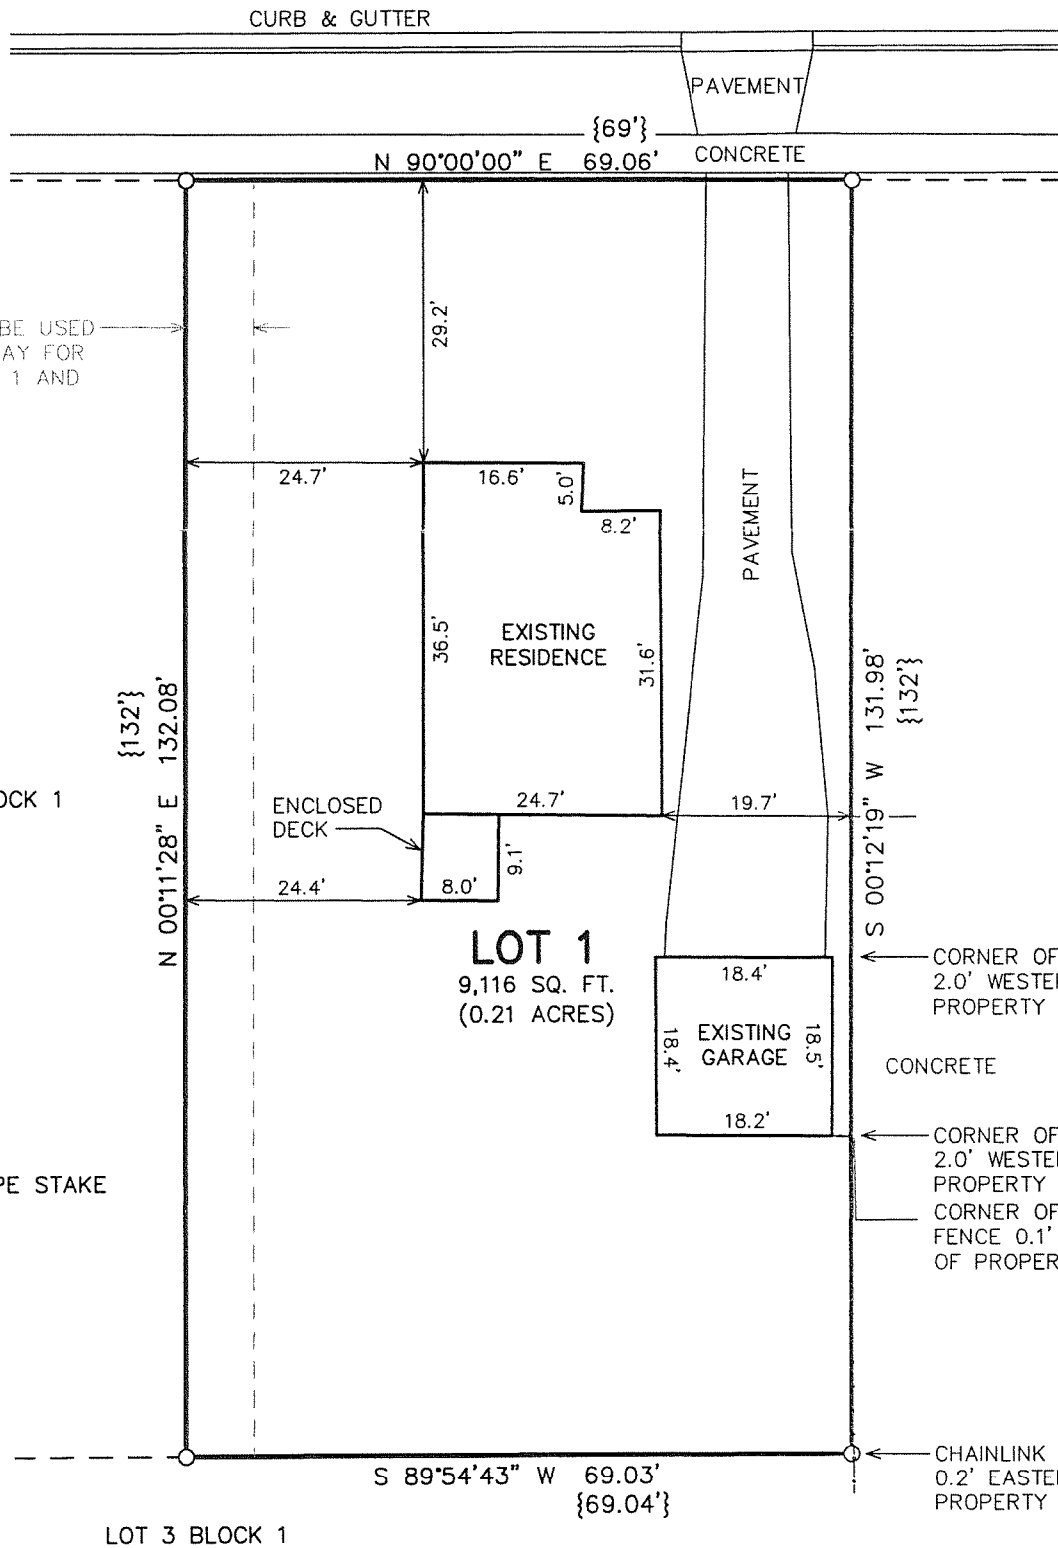 CURB & GUTTER
PAVEMENT
{69'}
N 90°00'00" E 69.06'
CONCRETE
29.2'
BE USED
AY FOR
1 AND
24.7'
16.6'
5.0'
8.2'
PAVEMENT
EXISTING
RESIDENCE
36.5'
31.6'
{132'}
N 00°11'28" E 132.08'
S 00°12'19" W 131.98'
{132'}
OCK 1
ENCLOSED
DECK
24.7'
19.7'
9.1'
24.4'
8.0'
LOT 1
9,116 SQ. FT.
(0.21 ACRES)
18.4'
EXISTING
GARAGE
18.4'
18.5'
18.2'
CORNER OF
2.0' WESTE
PROPERTY
CONCRETE
CORNER OF
2.0' WESTE
PROPERTY
CORNER OF
FENCE 0.1'
OF PROPER
PE STAKE
CHAINLINK
0.2' EASTE
PROPERTY
S 89°54'43" W 69.03'
{69.04'}
LOT 3 BLOCK 1